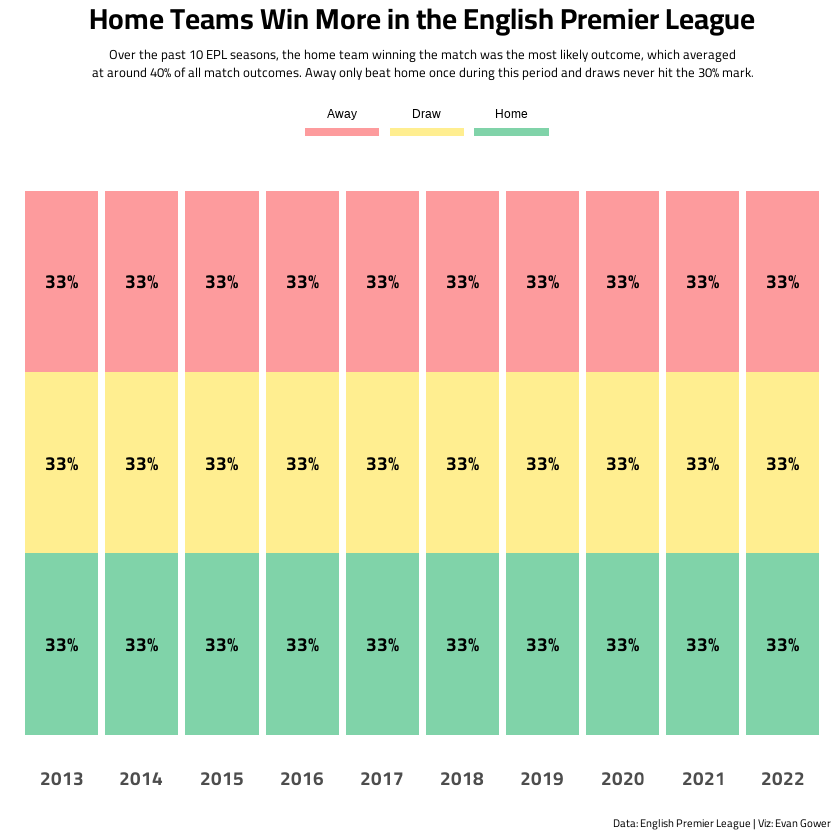 Home Teams Win More in the English Premier League
Over the past 10 EPL seasons, the home team winning the match was the most likely outcome, which averaged
at around 40% of all match outcomes. Away only beat home once during this period and draws never hit the 30% mark.
Away Draw Home
33% 33% 33% 33% 33% 33% 33% 33% 33% 33%
33% 33% 33% 33% 33% 33% 33% 33% 33% 33%
33% 33% 33% 33% 33% 33% 33% 33% 33% 33%
2013 2014 2015 2016 2017 2018 2019 2020 2021 2022
Data: English Premier League | Viz: Evan Gower